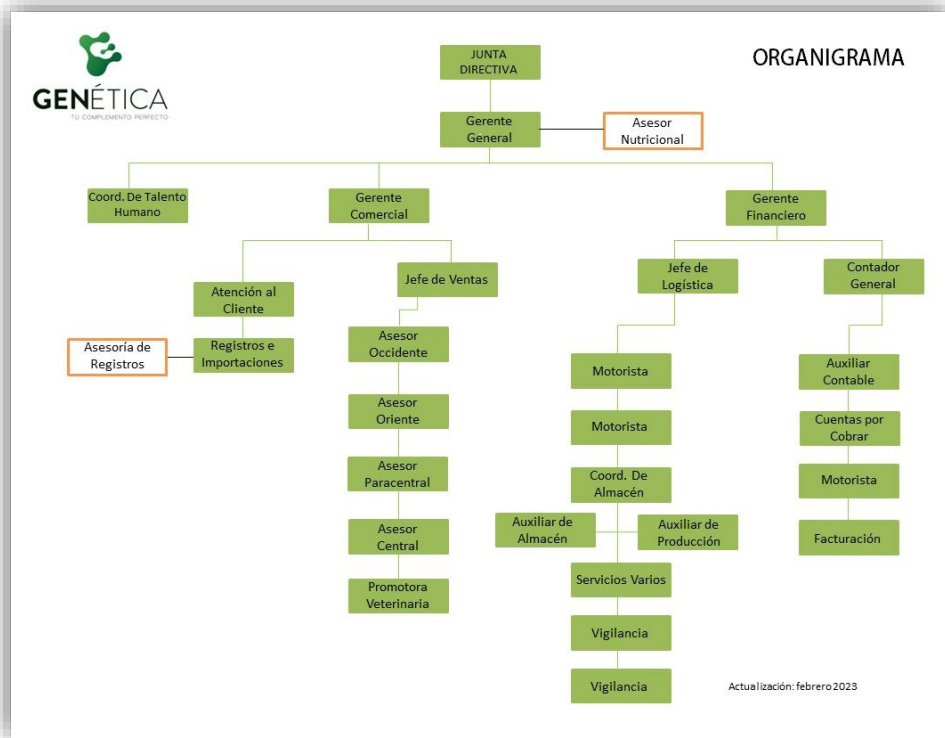 GENÉTICA
TU COMPLEMENTO PERFECTO
ORGANIGRAMA
JUNTA
DIRECTIVA
Gerente
General
Asesor
Nutricional
Coord. De Talento
Humano
Gerente
Comercial
Gerente
Financiero
Atención al
Cliente
Jefe de Ventas
Jefe de
Logística
Contador
General
Asesoría de
Registros
Registros e
Importaciones
Asesor
Occidente
Asesor
Oriente
Asesor
Paracentral
Asesor
Central
Promotora
Veterinaria
Motorista
Motorista
Coord. De
Almacén
Auxiliar de
Almacén
Auxiliar de
Producción
Servicios Varios
Vigilancia
Vigilancia
Auxiliar
Contable
Cuentas por
Cobrar
Motorista
Facturación
Actualización: febrero 2023